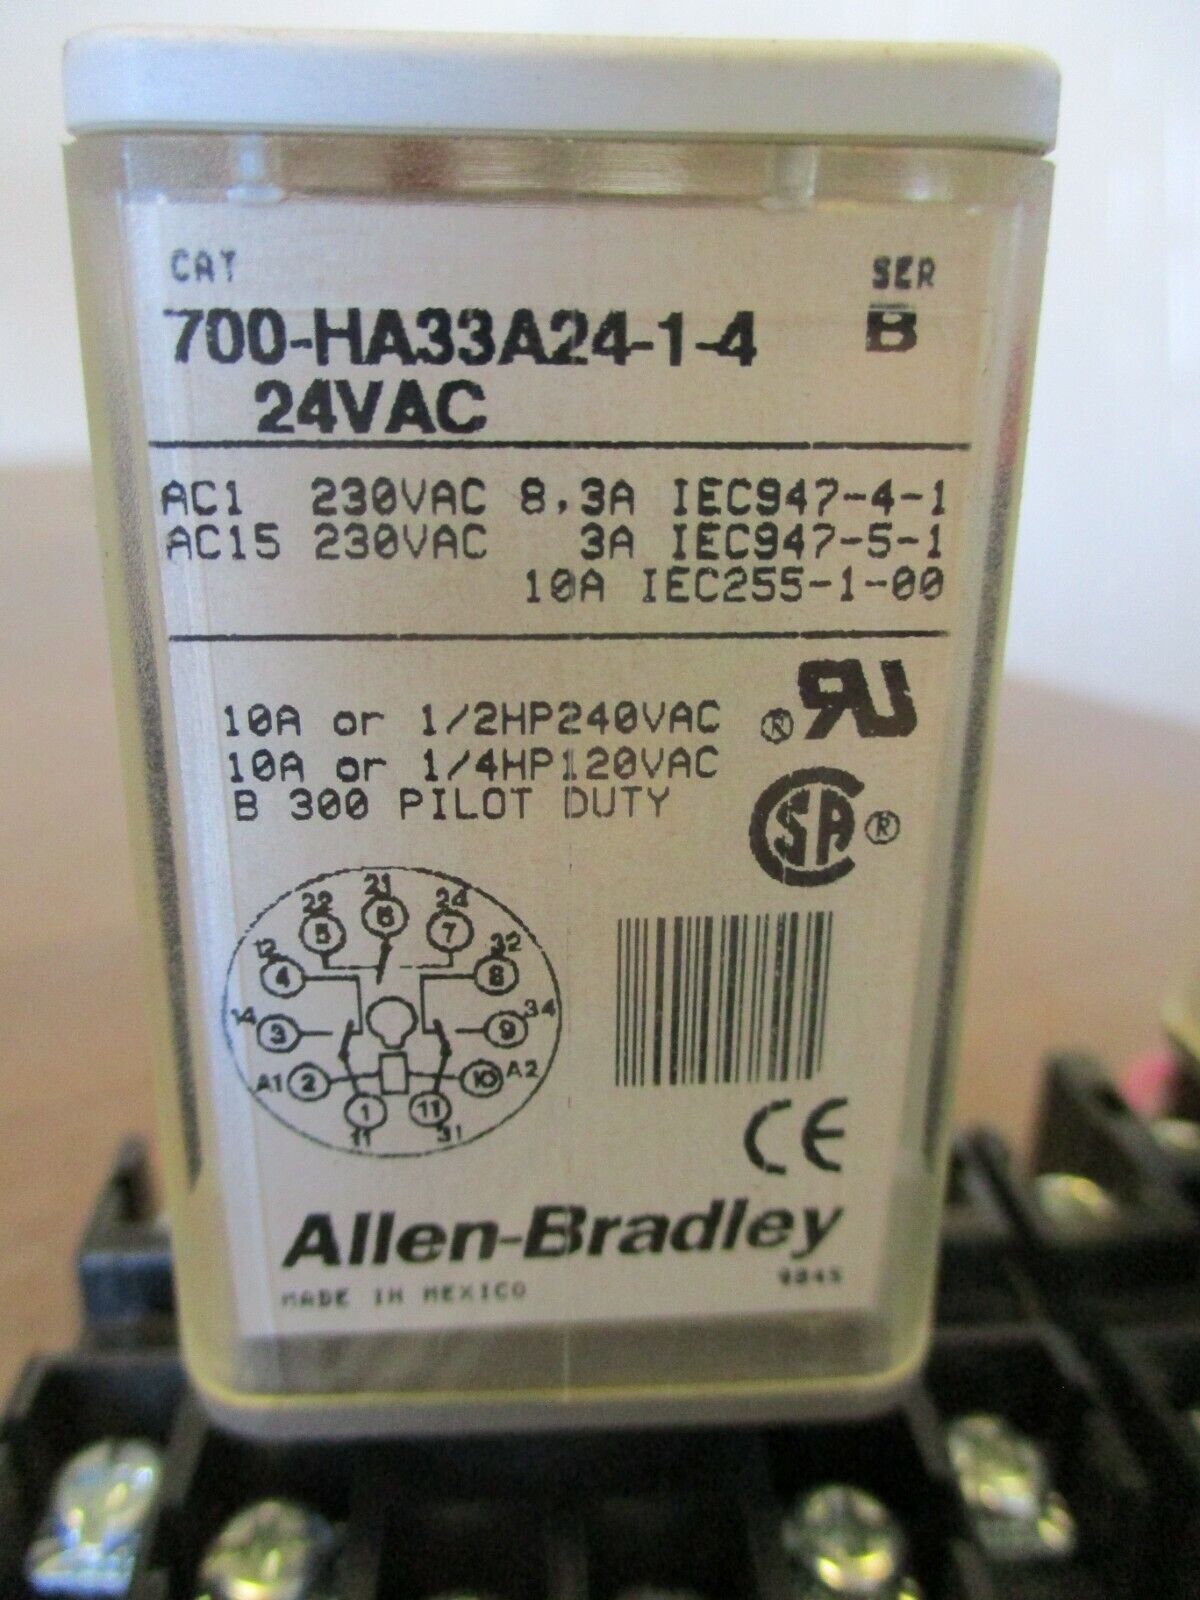 CAT SER
700-HA33A24-1-4 B
24VAC
AC1 230VAC 8,3A IEC947-4-1
AC15 230VAC 3A IEC947-5-1
10A IEC255-1-00
10A or 1/2HP240VAC ® RU
10A or 1/4HP120VAC
B 300 PILOT DUTY
CSA ®
21
22 24
6
5 7
12 32
4 8
14 34
3 9
A1 2 10 A2
1 11
11 31
CE
Allen-Bradley
MADE IN MEXICO 9845